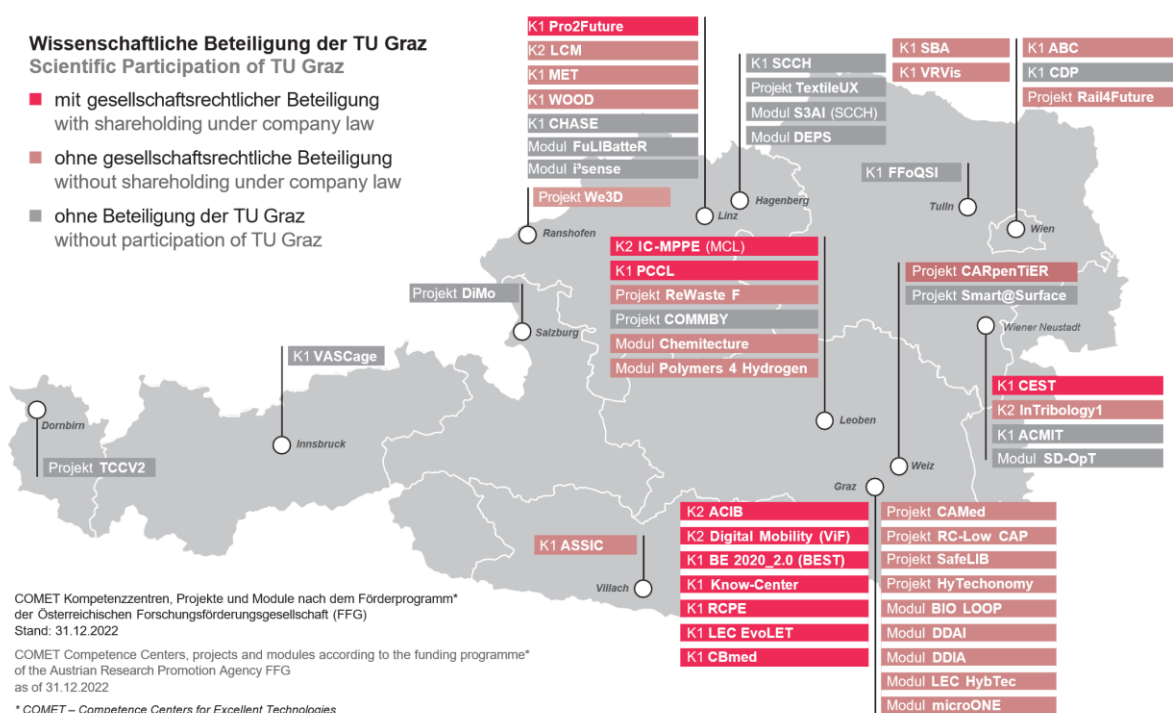 Wissenschaftliche Beteiligung der TU Graz
Scientific Participation of TU Graz
mit gesellschaftsrechtlicher Beteiligung
with shareholding under company law
ohne gesellschaftsrechtliche Beteiligung
without shareholding under company law
ohne Beteiligung der TU Graz
without participation of TU Graz
K1 Pro2Future
K2 LCM
K1 MET
K1 WOOD
K1 CHASE
Modul FuLIBatteR
Modul i³sense
Linz
K1 SCCH
Projekt TextileUX
Modul S3AI (SCCH)
Modul DEPS
Hagenberg
K1 SBA
K1 VRVis
K1 ABC
K1 CDP
Projekt Rail4Future
Wien
K1 FFoQSI
Tulln
Projekt We3D
Ranshofen
Projekt DiMo
Salzburg
K1 VASCage
Innsbruck
Dornbirn
Projekt TCCV2
K2 IC-MPPE (MCL)
K1 PCCL
Projekt ReWaste F
Projekt COMMBY
Modul Chemitecture
Modul Polymers 4 Hydrogen
Leoben
Projekt CARpenTiER
Projekt Smart@Surface
Weiz
Wiener Neustadt
K1 CEST
K2 InTribology1
K1 ACMIT
Modul SD-OpT
Graz
K2 ACIB
K2 Digital Mobility (ViF)
K1 BE 2020_2.0 (BEST)
K1 Know-Center
K1 RCPE
K1 LEC EvoLET
K1 CBmed
Projekt CAMed
Projekt RC-Low CAP
Projekt SafeLIB
Projekt HyTechonomy
Modul BIO LOOP
Modul DDAI
Modul DDIA
Modul LEC HybTec
Modul microONE
K1 ASSIC
Villach
COMET Kompetenzzentren, Projekte und Module nach dem Förderprogramm*
der Österreichischen Forschungsförderungsgesellschaft (FFG)
Stand: 31.12.2022
COMET Competence Centers, projects and modules according to the funding programme*
of the Austrian Research Promotion Agency FFG
as of 31.12.2022
* COMET – Competence Centers for Excellent Technologies